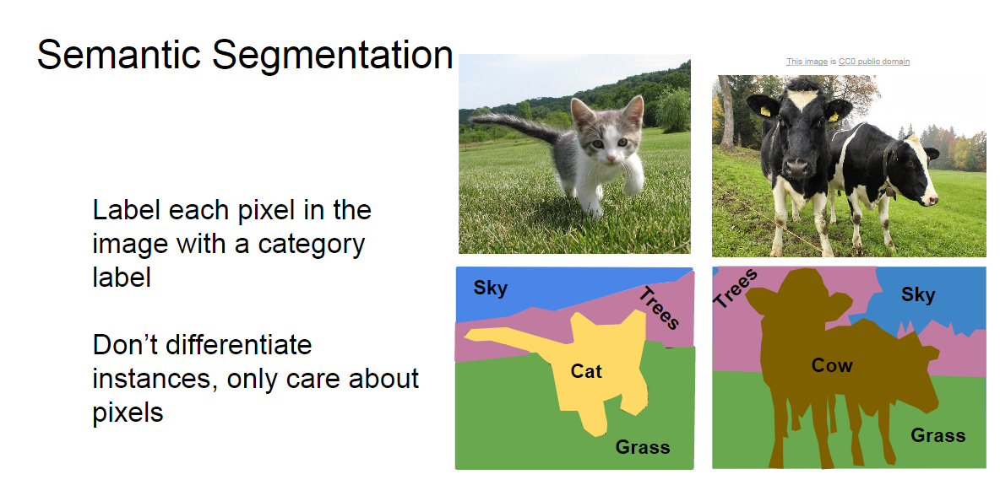 Semantic Segmentation
This image is CC0 public domain
Label each pixel in the
image with a category
label
Don't differentiate
instances, only care about
pixels
Sky
Trees
Cat
Grass
Trees
Sky
Cow
Grass